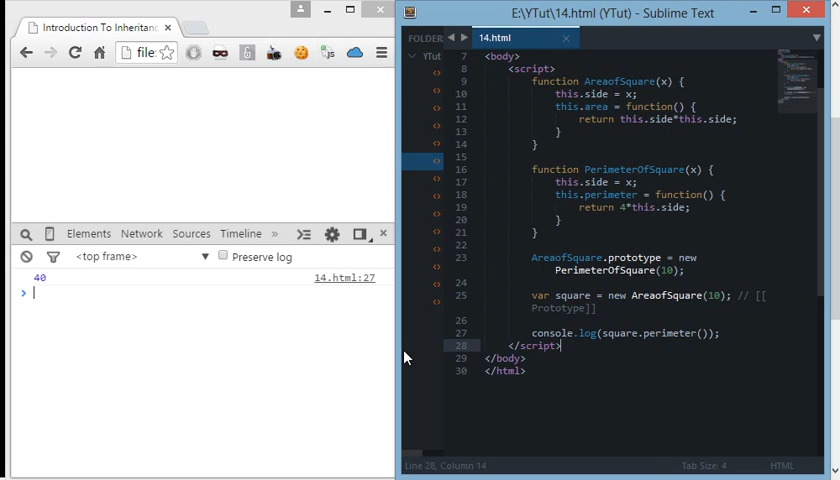 Introduction To Inheritanc
file:
Elements
Network
Sources
Timeline
»
<top frame>
Preserve log
40
14.html:27
E:\YTut\14.html (YTut) - Sublime Text
FOLDER
14.html
YTut
7 <body>
8 <script>
9 function AreaofSquare(x) {
10 this.side = x;
11 this.area = function() {
12 return this.side*this.side;
13 }
14 }
15
16 function PerimeterOfSquare(x) {
17 this.side = x;
18 this.perimeter = function() {
19 return 4*this.side;
20 }
21 }
22
23 AreaofSquare.prototype = new
PerimeterOfSquare(10);
24
25 var square = new AreaofSquare(10); // [[
Prototype]]
26
27 console.log(square.perimeter());
28 </script>
29 </body>
30 </html>
Line 28, Column 14
Tab Size: 4
HTML